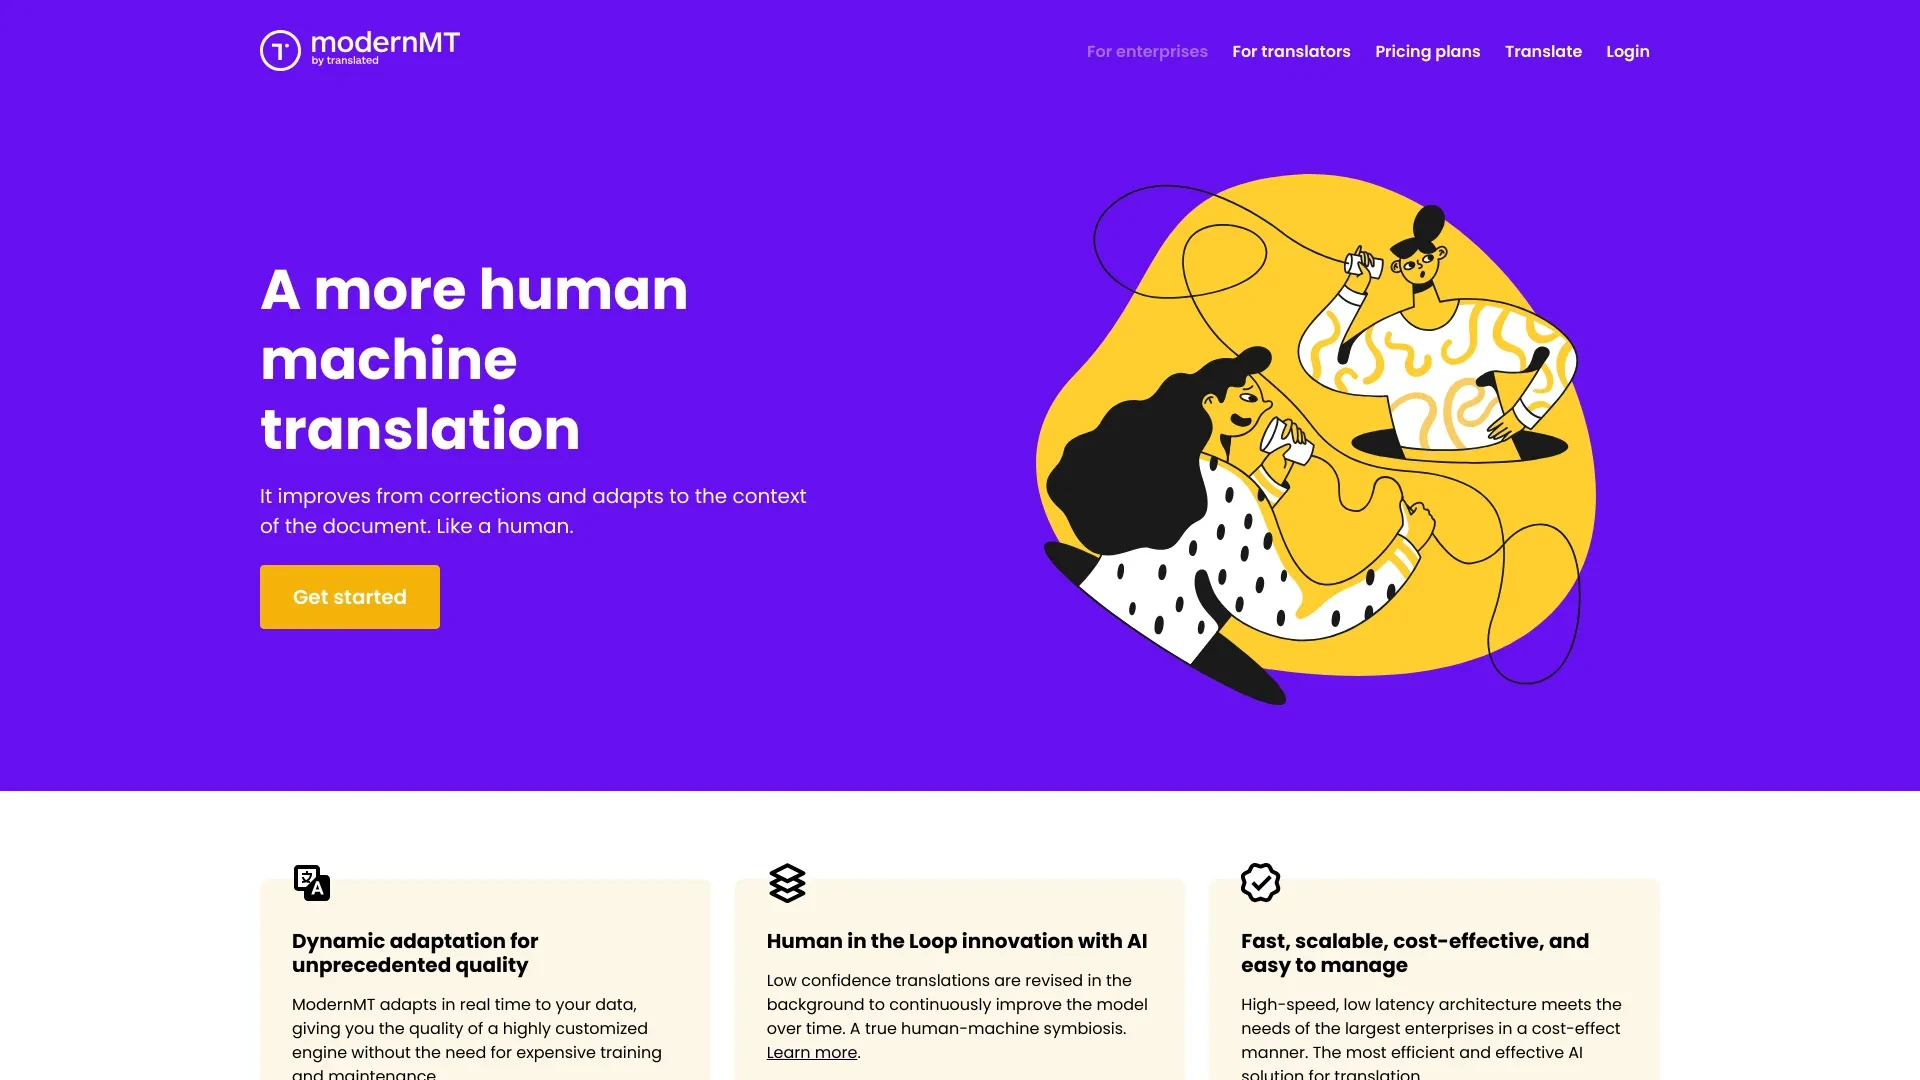 modernMT
by translated
For enterprises
For translators
Pricing plans
Translate
Login
A more human
machine
translation
It improves from corrections and adapts to the context
of the document. Like a human.
Get started
Dynamic adaptation for
unprecedented quality
ModernMT adapts in real time to your data,
giving you the quality of a highly customized
engine without the need for expensive training
and maintenance
Human in the Loop innovation with AI
Low confidence translations are revised in the
background to continuously improve the model
over time. A true human-machine symbiosis.
Learn more.
Fast, scalable, cost-effective, and
easy to manage
High-speed, low latency architecture meets the
needs of the largest enterprises in a cost-effect
manner. The most efficient and effective AI
solution for translation